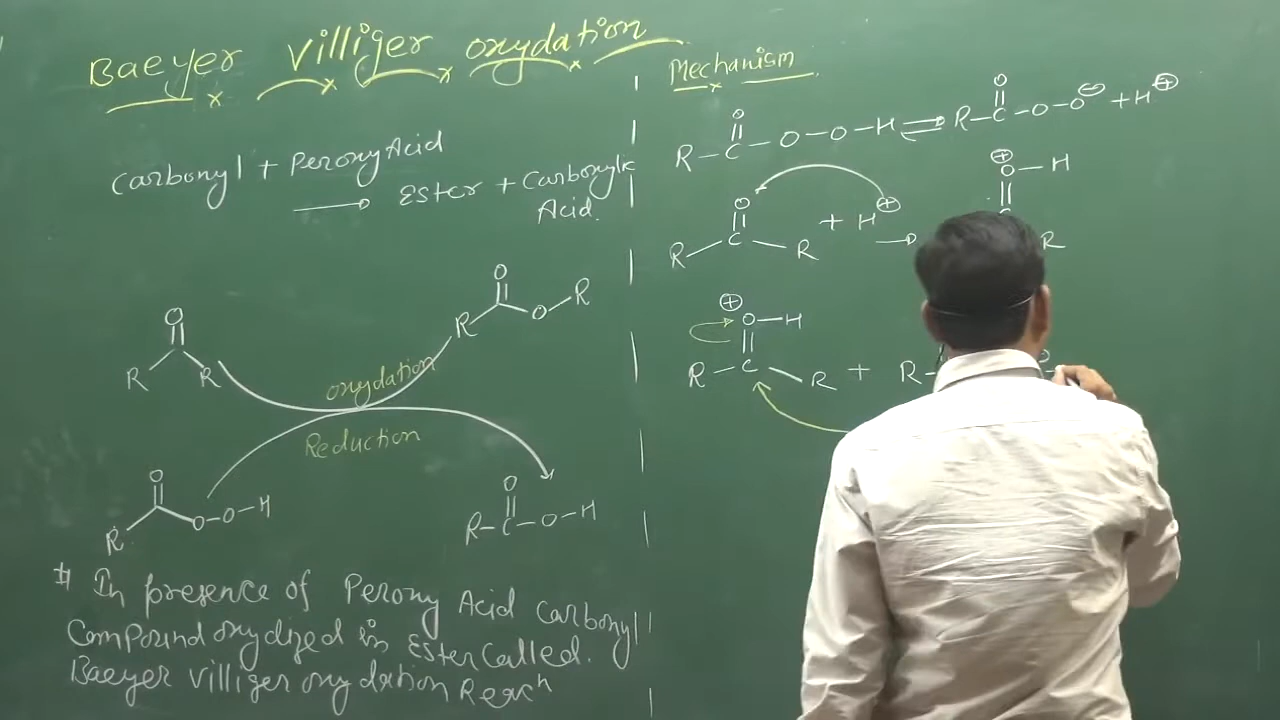 Baeyer Villiger oxydation
Carbonyl + Peroxy Acid
⟶ Ester + Carboxylic
Acid.
O
R R
oxydation
Reduction
O
R O R
O
R O-O-H
O
R-C-O-H
# In presence of Peroxy Acid Carbonyl
Compound oxydized in Ester Called.
Baeyer Villiger oxydation Reacn
Mechanism
O
R-C-O-O-H ⇌
O
R-C-O-O⊖ + H⊕
O
R-C-R + H⊕ →
⊕
O-H
R
⊕
O-H
R-C-R + R-